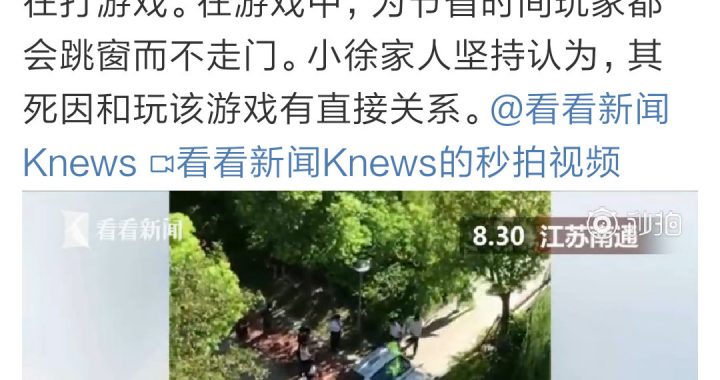 在打游戏。在游戏中，为节省时间玩家都
会跳窗而不走门。小徐家人坚持认为，其
死因和玩该游戏有直接关系。@看看新闻
Knews 看看新闻Knews的秒拍视频
看看新闻
秒拍
8.30 江苏南通